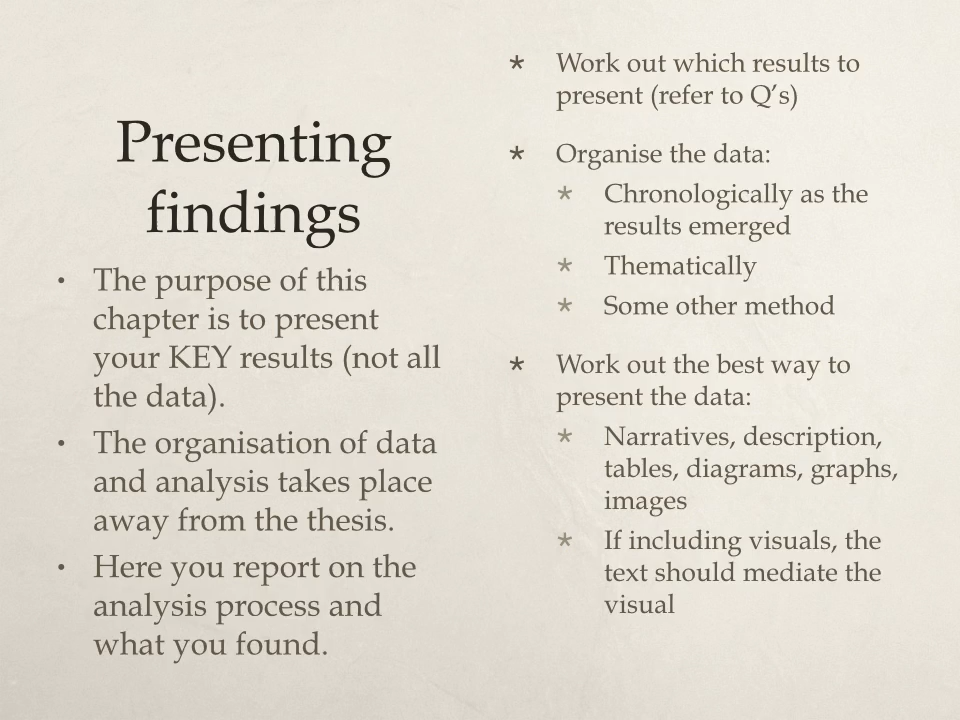 Presenting
findings
• The purpose of this
chapter is to present
your KEY results (not all
the data).
• The organisation of data
and analysis takes place
away from the thesis.
• Here you report on the
analysis process and
what you found.
* Work out which results to
present (refer to Q’s)
* Organise the data:
* Chronologically as the
results emerged
* Thematically
* Some other method
* Work out the best way to
present the data:
* Narratives, description,
tables, diagrams, graphs,
images
* If including visuals, the
text should mediate the
visual